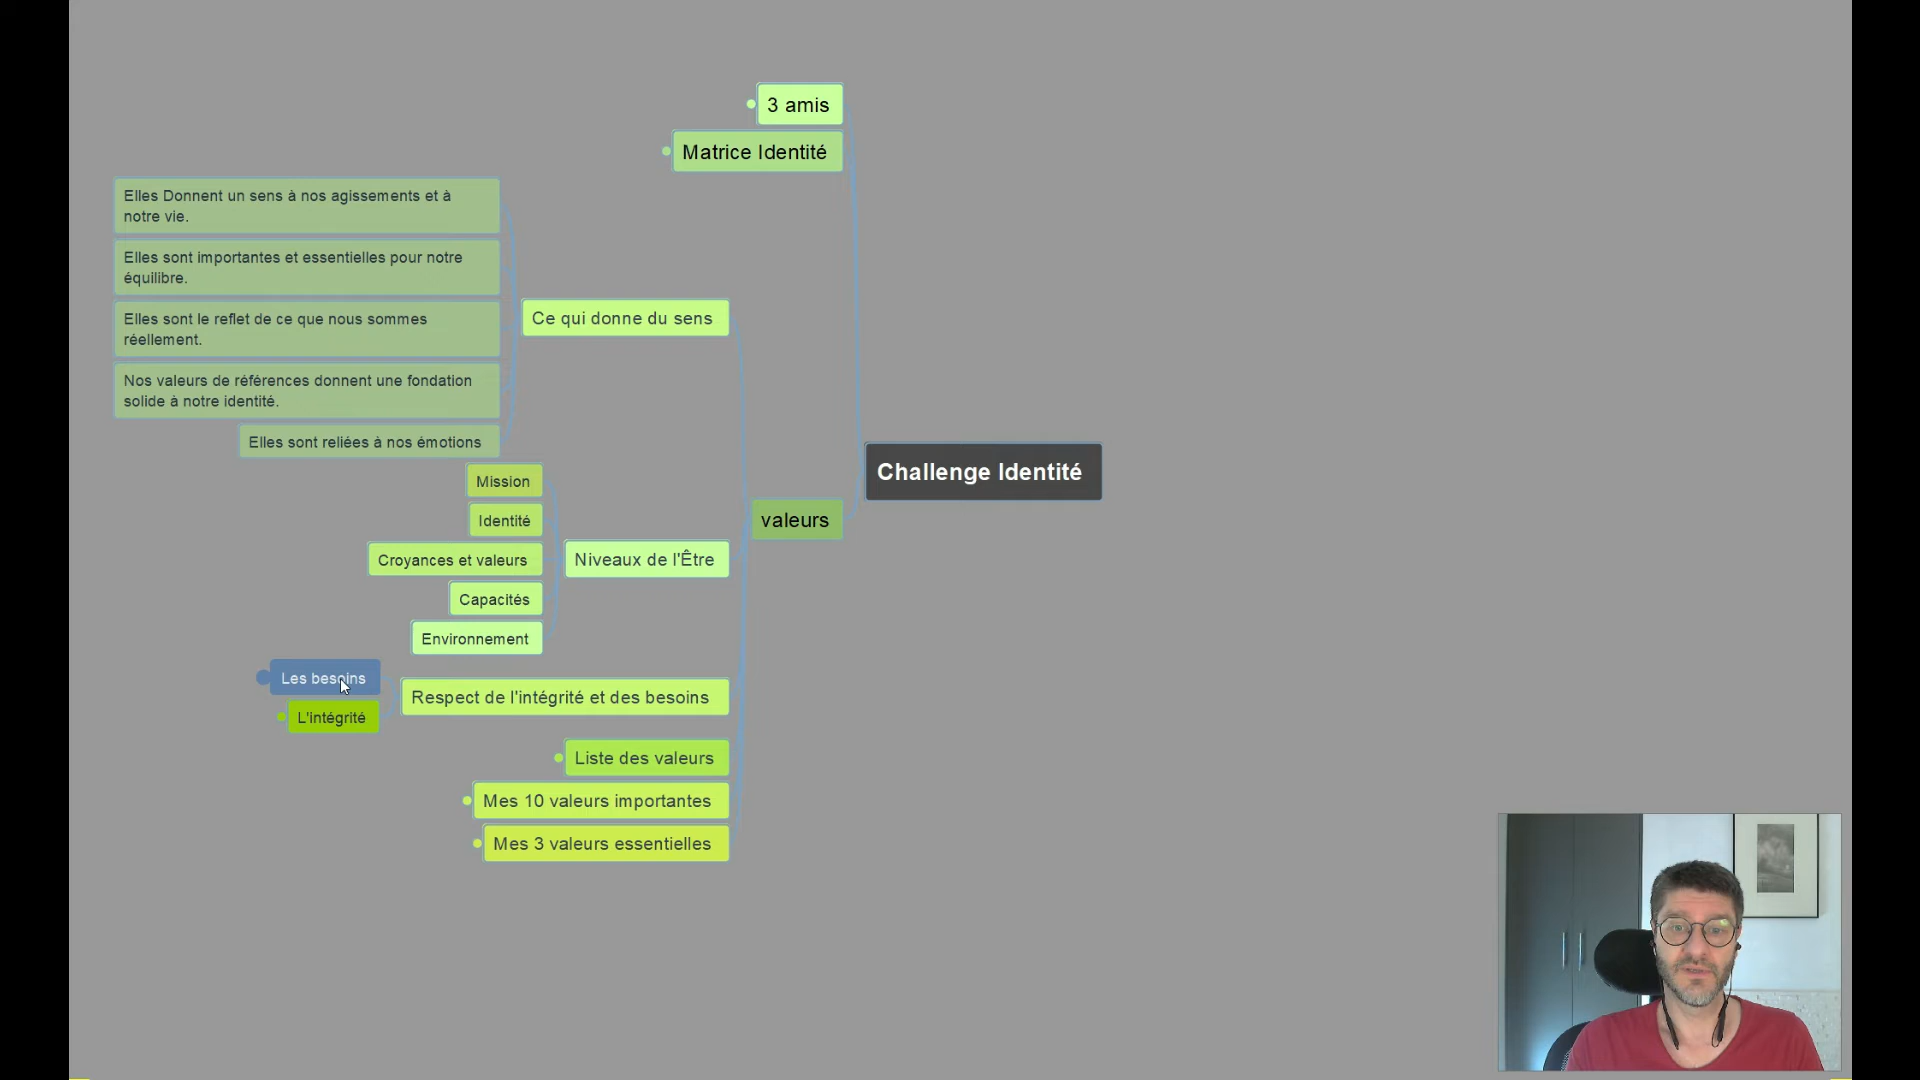 3 amis
Matrice Identité
Elles Donnent un sens à nos agissements et à
notre vie.
Elles sont importantes et essentielles pour notre
équilibre.
Elles sont le reflet de ce que nous sommes
réellement.
Nos valeurs de références donnent une fondation
solide à notre identité.
Elles sont reliées à nos émotions
Ce qui donne du sens
Challenge Identité
valeurs
Mission
Identité
Croyances et valeurs
Capacités
Environnement
Niveaux de l'Être
Les besoins
L'intégrité
Respect de l'intégrité et des besoins
Liste des valeurs
Mes 10 valeurs importantes
Mes 3 valeurs essentielles